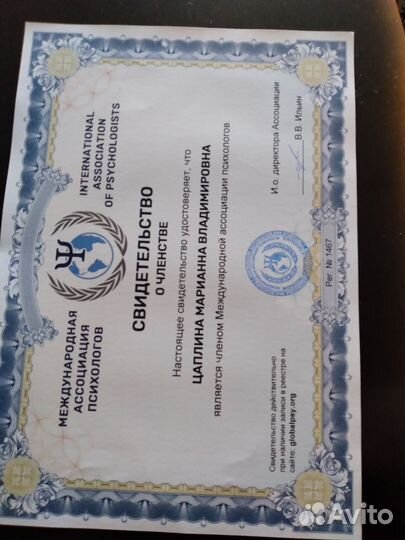 МЕЖДУНАРОДНАЯ
АССОЦИАЦИЯ
ПСИХОЛОГОВ
INTERNATIONAL
ASSOCIATION
OF PSYCHOLOGISTS
СВИДЕТЕЛЬСТВО
О ЧЛЕНСТВЕ
Настоящее свидетельство удостоверяет, что
ЦАПЛИНА МАРИАННА ВЛАДИМИРОВНА
является членом Международной ассоциации психологов
Свидетельство действительно
при наличии записи в реестре на
сайте: globalpsy.org
И.о. директора Ассоциации
В.В. Ильин
Рег. № 1467
Avito